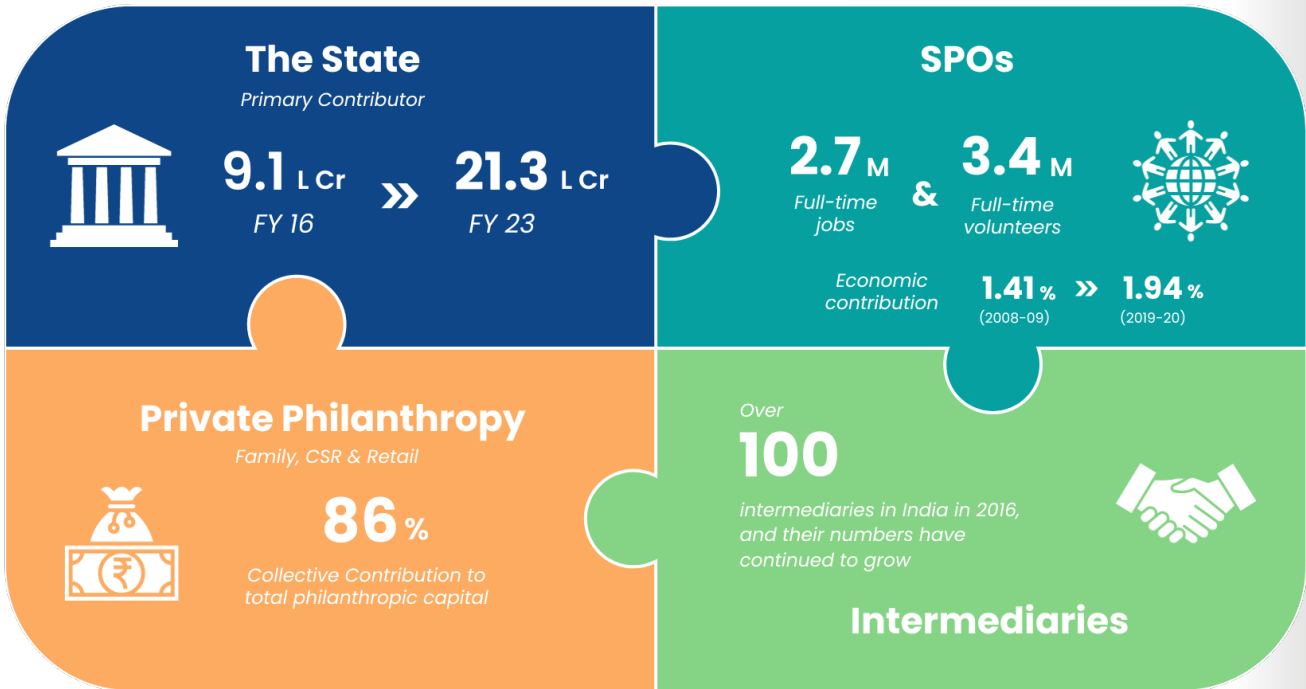 The State
Primary Contributor
9.1 L Cr » 21.3 L Cr
FY 16 FY 23
SPOs
2.7 M & 3.4 M
Full-time Full-time
jobs volunteers
Economic
contribution
1.41 % » 1.94 %
(2008-09) (2019-20)
Private Philanthropy
Family, CSR & Retail
₹
86 %
Collective Contribution to
total philanthropic capital
Over
100
intermediaries in India in 2016,
and their numbers have
continued to grow
Intermediaries